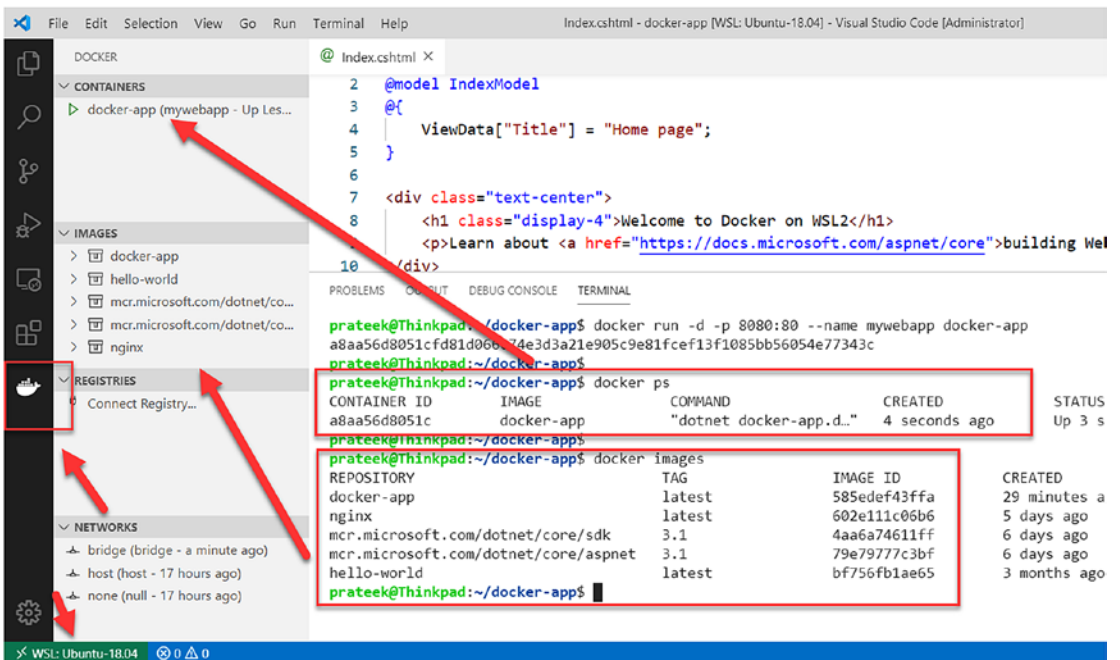 File Edit Selection View Go Run Terminal Help Index.cshtml - docker-app [WSL: Ubuntu-18.04] - Visual Studio Code [Administrator]
DOCKER
CONTAINERS
docker-app (mywebapp - Up Les...
IMAGES
docker-app
hello-world
mcr.microsoft.com/dotnet/co...
mcr.microsoft.com/dotnet/co...
nginx
REGISTRIES
Connect Registry...
NETWORKS
bridge (bridge - a minute ago)
host (host - 17 hours ago)
none (null - 17 hours ago)
Index.cshtml
2 @model IndexModel
3 @{
4 ViewData["Title"] = "Home page";
5 }
6
7 <div class="text-center">
8 <h1 class="display-4">Welcome to Docker on WSL2</h1>
<p>Learn about <a href="https://docs.microsoft.com/aspnet/core">building Wel
10 </div>
PROBLEMS OUTPUT DEBUG CONSOLE TERMINAL
prateek@Thinkpad:~/docker-app$ docker run -d -p 8080:80 --name mywebapp docker-app
prateek@Thinkpad:~/docker-app$
prateek@Thinkpad:~/docker-app$ docker ps
CONTAINER ID IMAGE COMMAND CREATED STATUS
a8aa56d8051c docker-app "dotnet docker-app.d…" 4 seconds ago Up 3 s
prateek@Thinkpad:~/docker-app$
prateek@Thinkpad:~/docker-app$ docker images
REPOSITORY TAG IMAGE ID CREATED
docker-app latest 585edef43ffa 29 minutes a
nginx latest 602e111c06b6 5 days ago
mcr.microsoft.com/dotnet/core/sdk 3.1 4aa6a74611ff 6 days ago
mcr.microsoft.com/dotnet/core/aspnet 3.1 79e79777c3bf 6 days ago
hello-world latest bf756fb1ae65 3 months ago
prateek@Thinkpad:~/docker-app$
WSL: Ubuntu-18.04 0 0